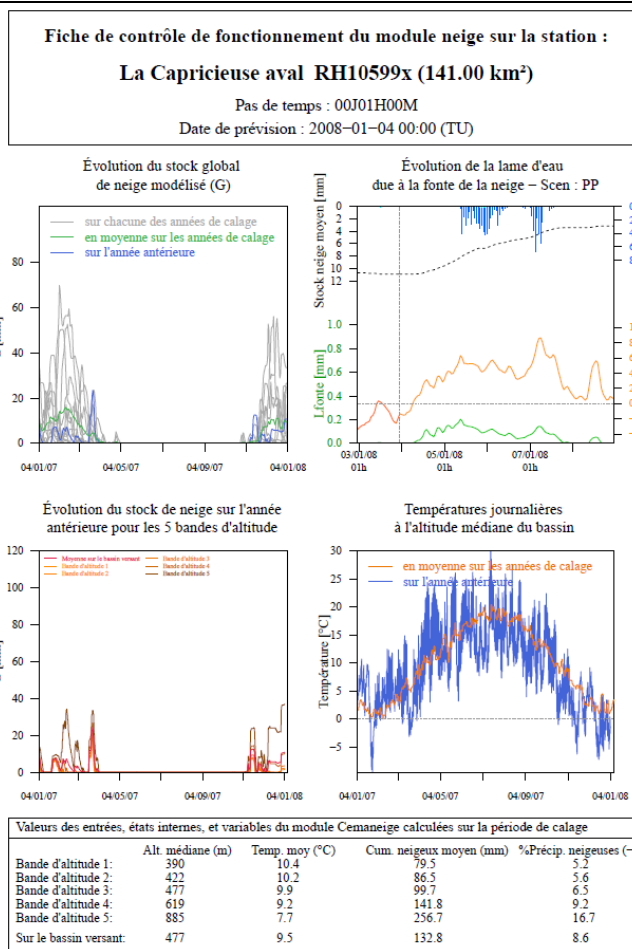 Fiche de contrôle de fonctionnement du module neige sur la station :
La Capricieuse aval RH10599x (141.00 km²)
Pas de temps : 00J01H00M
Date de prévision : 2008−01−04 00:00 (TU)
Évolution du stock global
de neige modélisé (G)
sur chacune des années de calage
en moyenne sur les années de calage
sur l'année antérieure
80
60
40
20
0
04/01/07 04/05/07 04/09/07 04/01/08
Évolution de la lame d'eau
due à la fonte de la neige − Scen : PP
Stock neige moyen [mm]
0
2
4
6
8
10
12
Lfonte [mm]
1.0
0.8
0.6
0.4
0.2
0.0
03/01/08 05/01/08 07/01/08
01h 01h 01h
Évolution du stock de neige sur l'année
antérieure pour les 5 bandes d'altitude
Moyenne sur le bassin versant
Bande d'altitude 1
Bande d'altitude 2
Bande d'altitude 3
Bande d'altitude 4
Bande d'altitude 5
120
100
80
60
40
20
0
04/01/07 04/05/07 04/09/07 04/01/08
Températures journalières
à l'altitude médiane du bassin
en moyenne sur les années de calage
sur l'année antérieure
Température [°C]
30
25
20
15
10
5
0
−5
04/01/07 04/05/07 04/09/07 04/01/08
Valeurs des entrées, états internes, et variables du module Cemaneige calculées sur la période de calage
Alt. médiane (m) Temp. moy (°C) Cum. neigeux moyen (mm) %Précip. neigeuses (−
Bande d'altitude 1: 390 10.4 79.5 5.2
Bande d'altitude 2: 422 10.2 86.5 5.6
Bande d'altitude 3: 477 9.9 99.7 6.5
Bande d'altitude 4: 619 9.2 141.8 9.2
Bande d'altitude 5: 885 7.7 256.7 16.7
Sur le bassin versant: 477 9.5 132.8 8.6